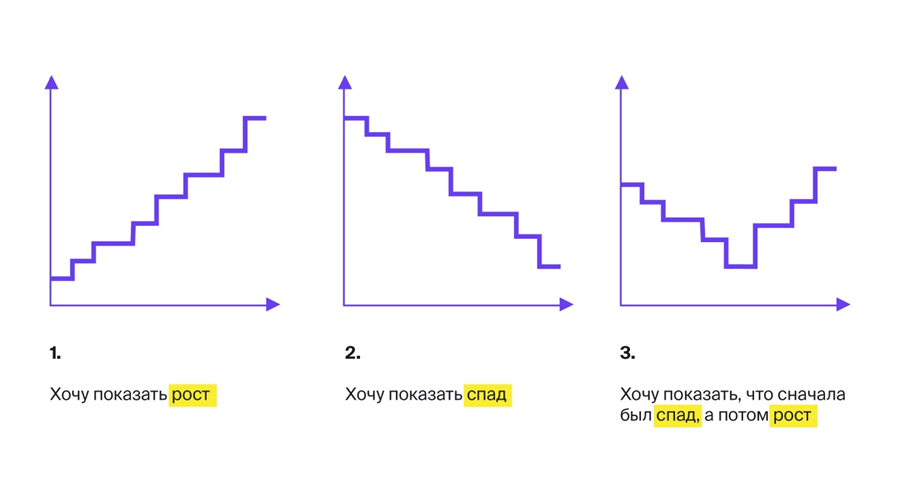 1.
Хочу показать рост
2.
Хочу показать спад
3.
Хочу показать, что сначала
был спад, а потом рост